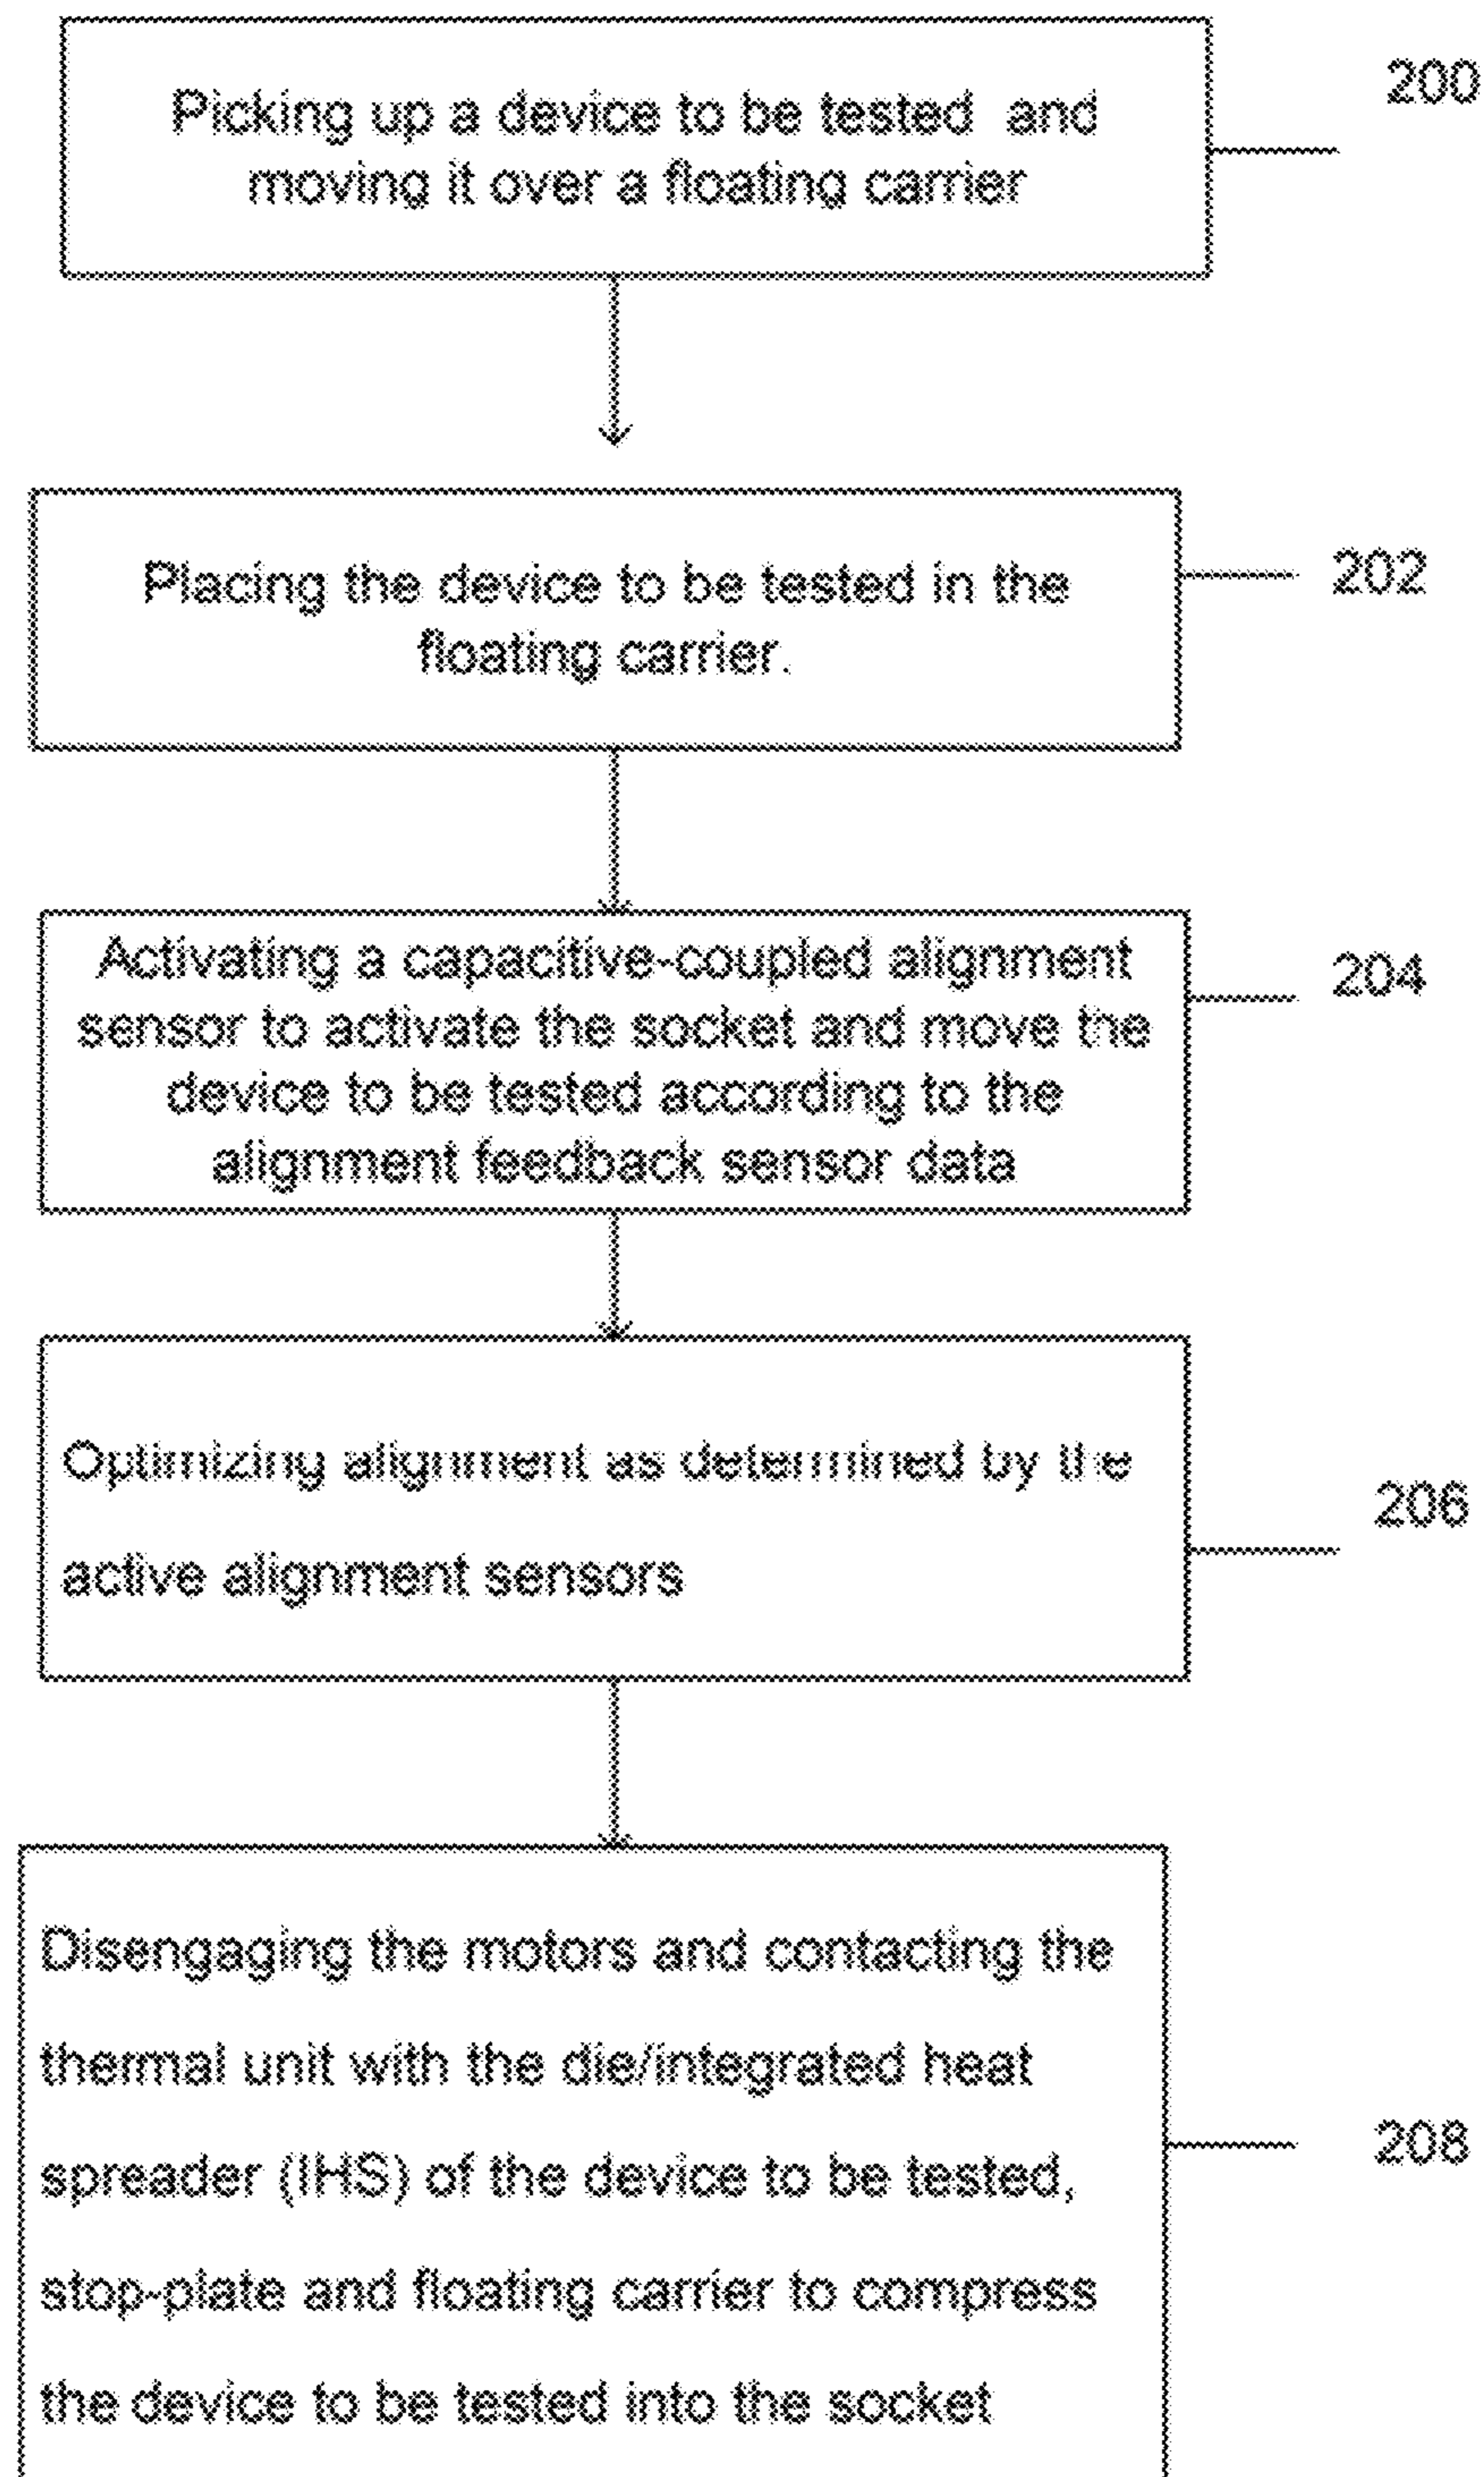 Picking up a device to be tested and
moving it over a floating carrier
200
Placing the device to be tested in the
floating carrier.
202
Activating a capacitive-coupled alignment
sensor to activate the socket and move the
device to be tested according to the
alignment feedback sensor data
204
Optimizing alignment as determined by the
active alignment sensors
206
Disengaging the motors and contacting the
thermal unit with the die/integrated heat
spreader (IHS) of the device to be tested,
stop-plate and floating carrier to compress
the device to be tested into the socket
208